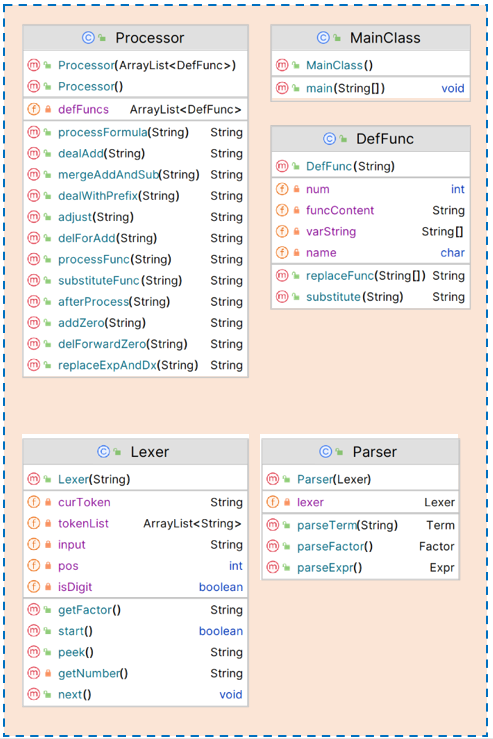 Processor
Processor(ArrayList<DefFunc>)
Processor()
defFuncs ArrayList<DefFunc>
processFormula(String) String
dealAdd(String) String
mergeAddAndSub(String) String
dealWithPrefix(String) String
adjust(String) String
delForAdd(String) String
processFunc(String) String
substituteFunc(String) String
afterProcess(String) String
addZero(String) String
delForwardZero(String) String
replaceExpAndDx(String) String
MainClass
MainClass()
main(String[]) void
DefFunc
DefFunc(String)
num int
funcContent String
varString String[]
name char
replaceFunc(String[]) String
substitute(String) String
Lexer
Lexer(String)
curToken String
tokenList ArrayList<String>
input String
pos int
isDigit boolean
getFactor() String
start() boolean
peek() String
getNumber() String
next() void
Parser
Parser(Lexer)
lexer Lexer
parseTerm(String) Term
parseFactor() Factor
parseExpr() Expr